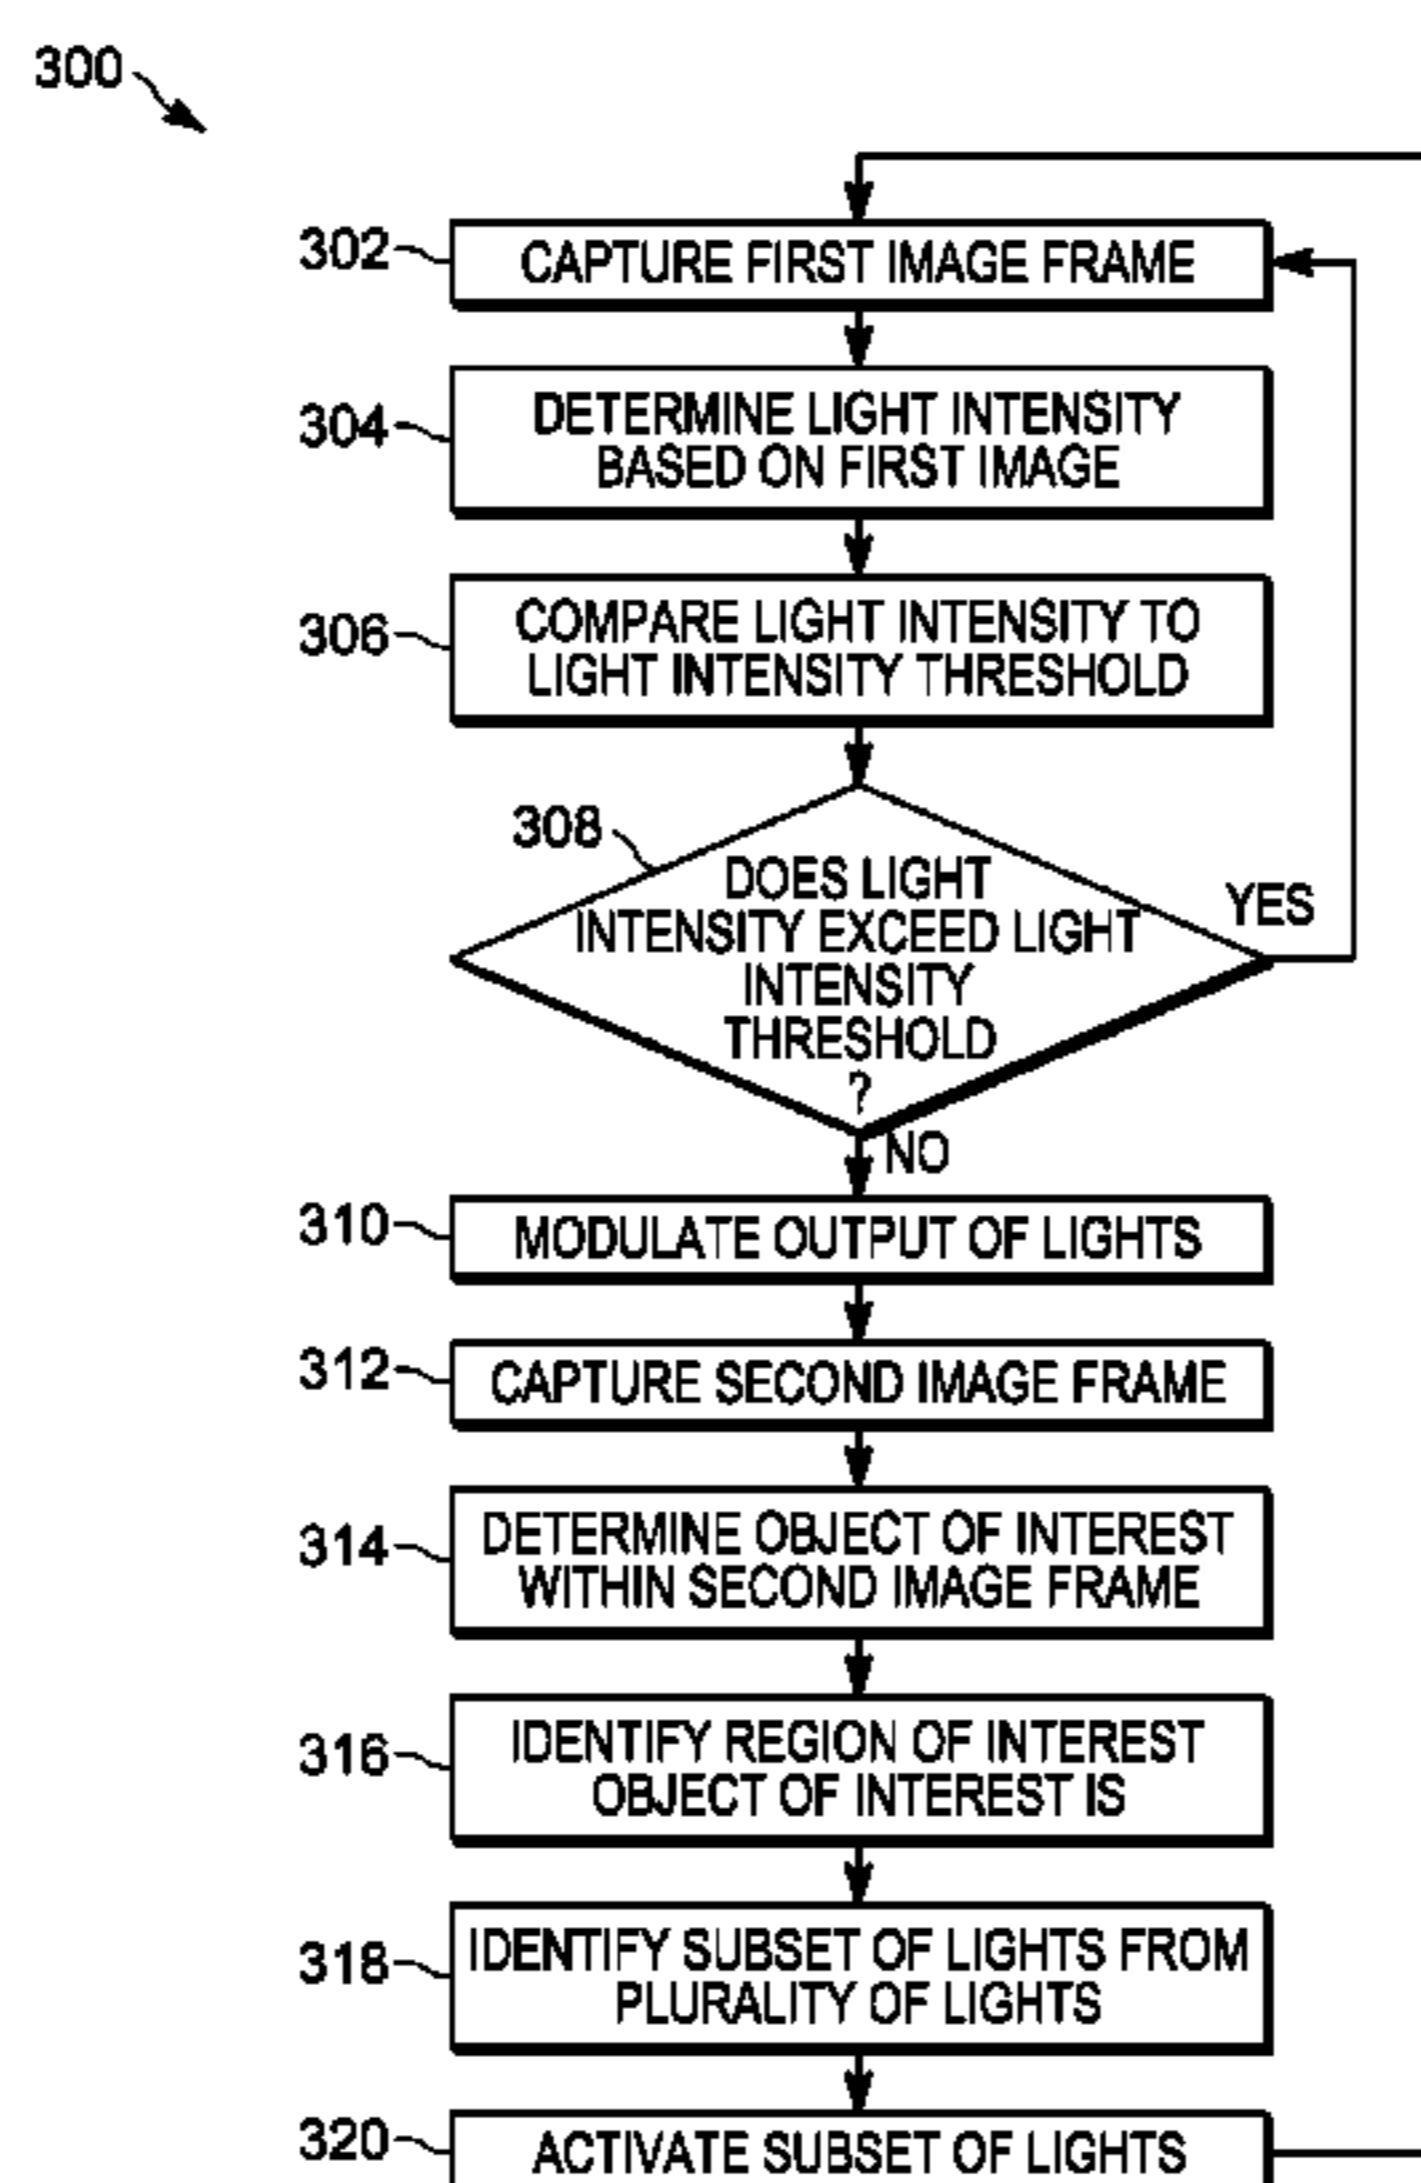 300
302
CAPTURE FIRST IMAGE FRAME
304
DETERMINE LIGHT INTENSITY
BASED ON FIRST IMAGE
306
COMPARE LIGHT INTENSITY TO
LIGHT INTENSITY THRESHOLD
308
DOES LIGHT
INTENSITY EXCEED LIGHT
INTENSITY
THRESHOLD
?
YES
NO
310
MODULATE OUTPUT OF LIGHTS
312
CAPTURE SECOND IMAGE FRAME
314
DETERMINE OBJECT OF INTEREST
WITHIN SECOND IMAGE FRAME
316
IDENTIFY REGION OF INTEREST
OBJECT OF INTEREST IS
318
IDENTIFY SUBSET OF LIGHTS FROM
PLURALITY OF LIGHTS
320
ACTIVATE SUBSET OF LIGHTS